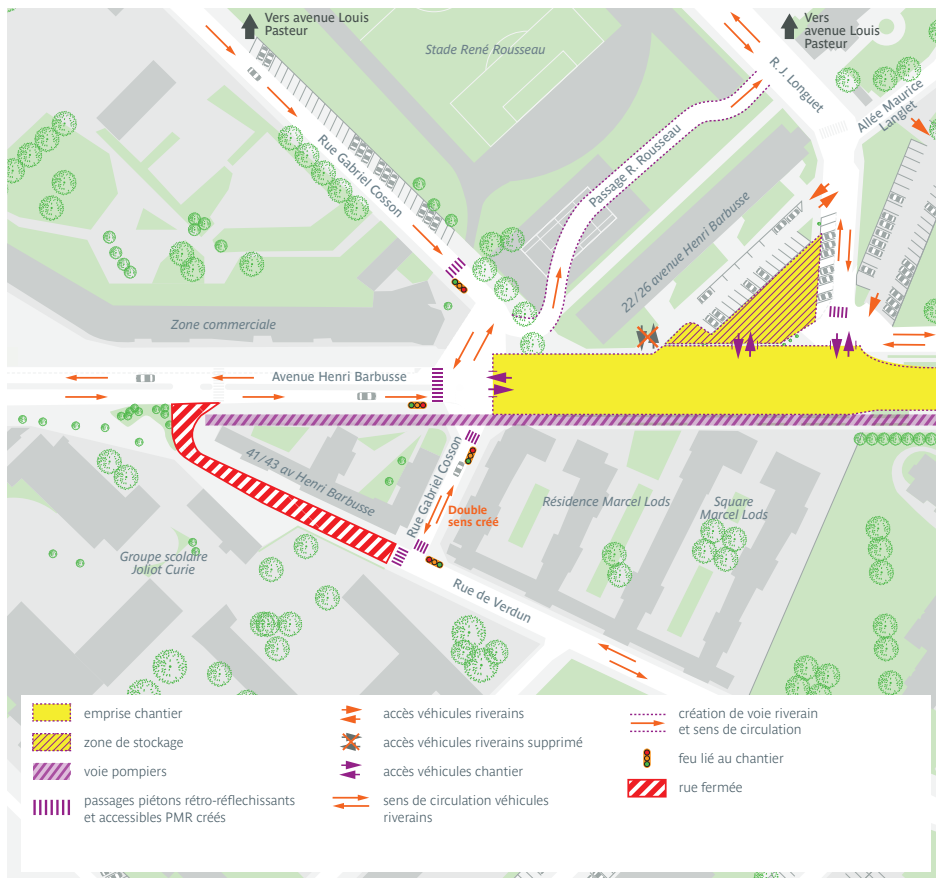 Vers avenue Louis
Pasteur
Stade René Rousseau
Vers
avenue Louis
Pasteur
R. J. Longuet
Allée Maurice
Langlet
Rue Gabriel Cosson
Passage R. Rousseau
22/26 avenue Henri Barbusse
Zone commerciale
Avenue Henri Barbusse
41/43 av Henri Barbusse
Rue Gabriel Cosson
Double
sens créé
Résidence Marcel Lods
Square
Marcel Lods
Groupe scolaire
Joliot Curie
Rue de Verdun
emprise chantier
zone de stockage
voie pompiers
passages piétons rétro-réflechissants
et accessibles PMR créés
accès véhicules riverains
accès véhicules riverains supprimé
accès véhicules chantier
sens de circulation véhicules
riverains
création de voie riverain
et sens de circulation
feu lié au chantier
rue fermée